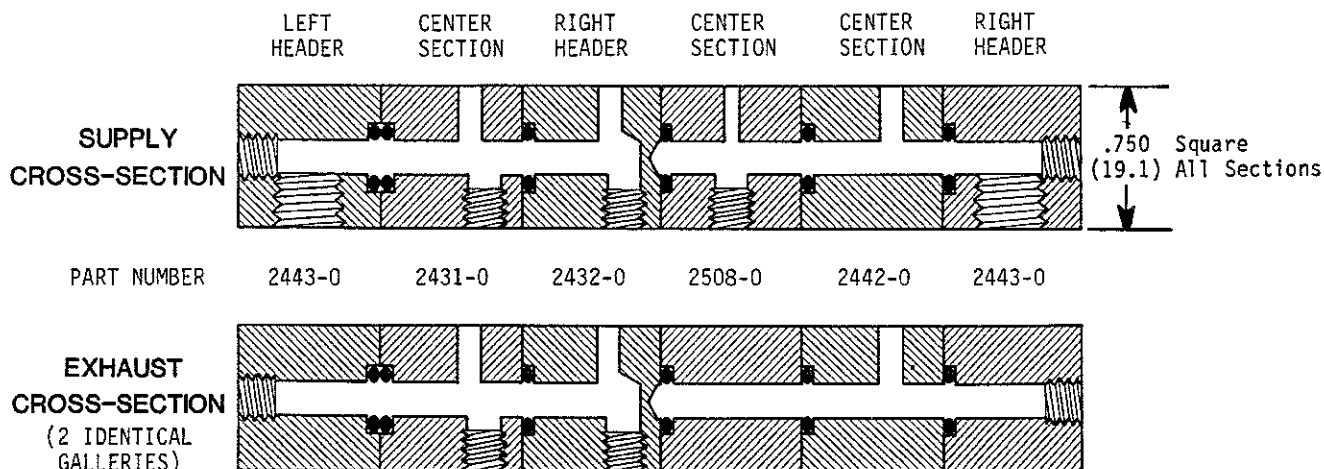 LEFT HEADER
CENTER SECTION
RIGHT HEADER
CENTER SECTION
CENTER SECTION
RIGHT HEADER
SUPPLY
CROSS-SECTION
.750 Square
(19.1) All Sections
PART NUMBER 2443-0 2431-0 2432-0 2508-0 2442-0 2443-0
EXHAUST
CROSS-SECTION
(2 IDENTICAL
GALLERIES)